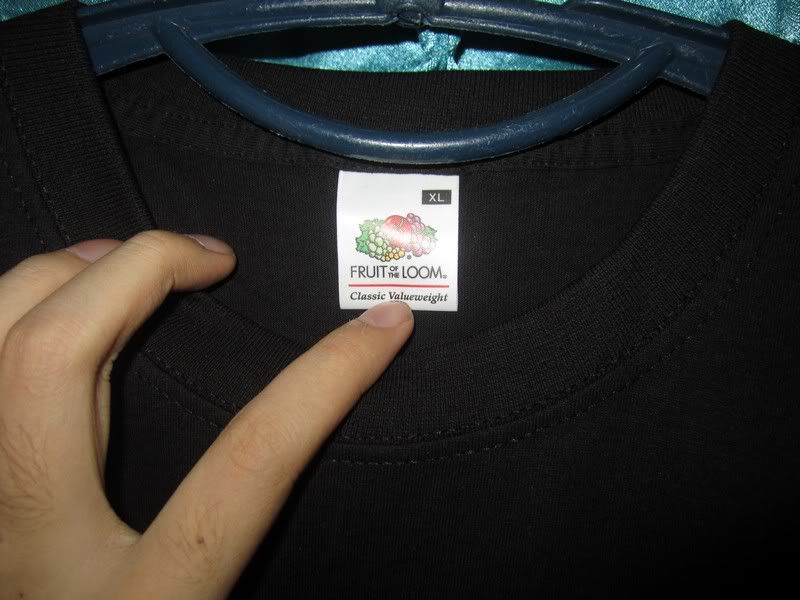 XL
FRUIT OF THE LOOM®
Classic Valueweight